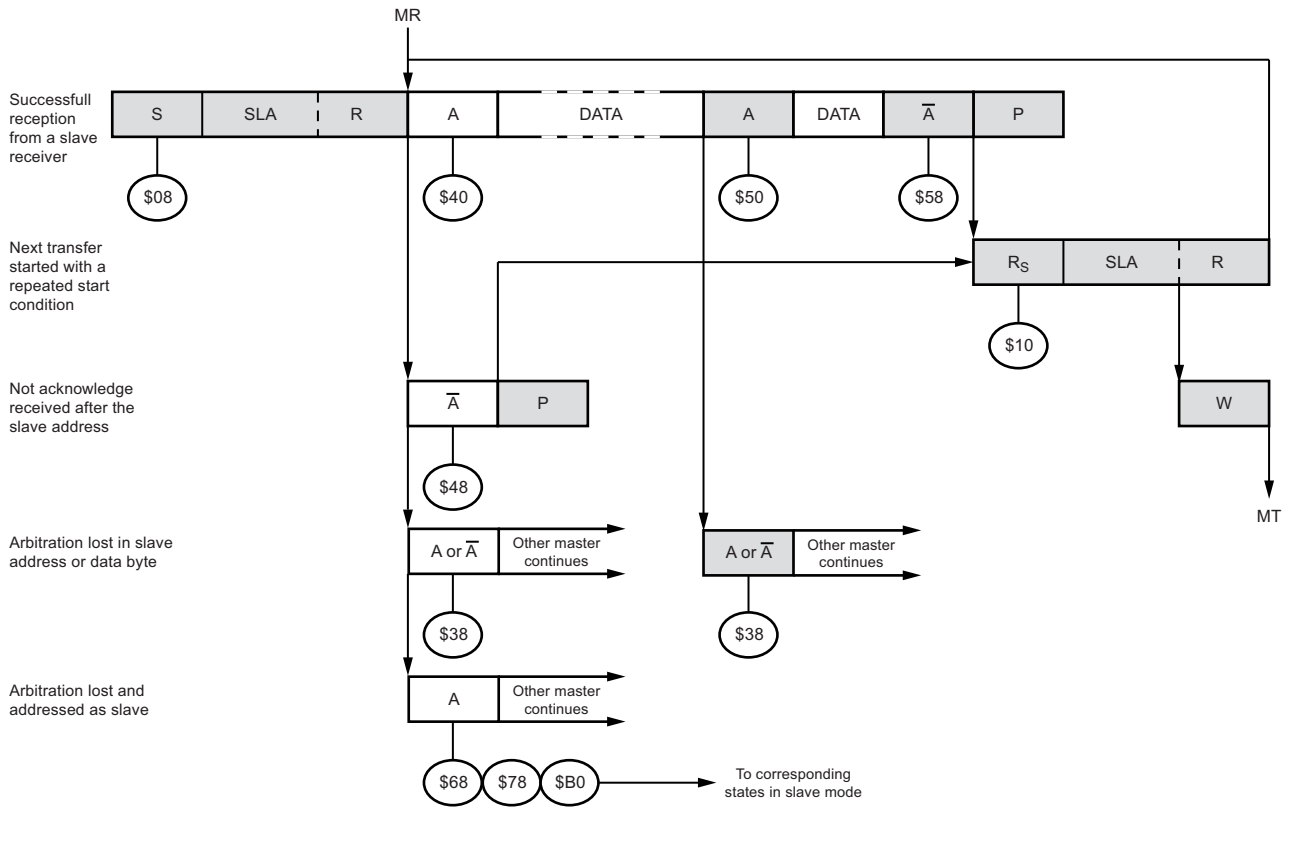 MR
Successfull
reception
from a slave
receiver
S SLA R A DATA A DATA A̅ P
$08 $40 $50 $58
Next transfer
started with a
repeated start
condition
RS SLA R
$10
Not acknowledge
received after the
slave address
A̅ P
W
$48
MT
Arbitration lost in slave
address or data byte
A or A̅
Other master
continues
A or A̅
Other master
continues
$38 $38
Arbitration lost and
addressed as slave
A
Other master
continues
$68 $78 $B0
To corresponding
states in slave mode